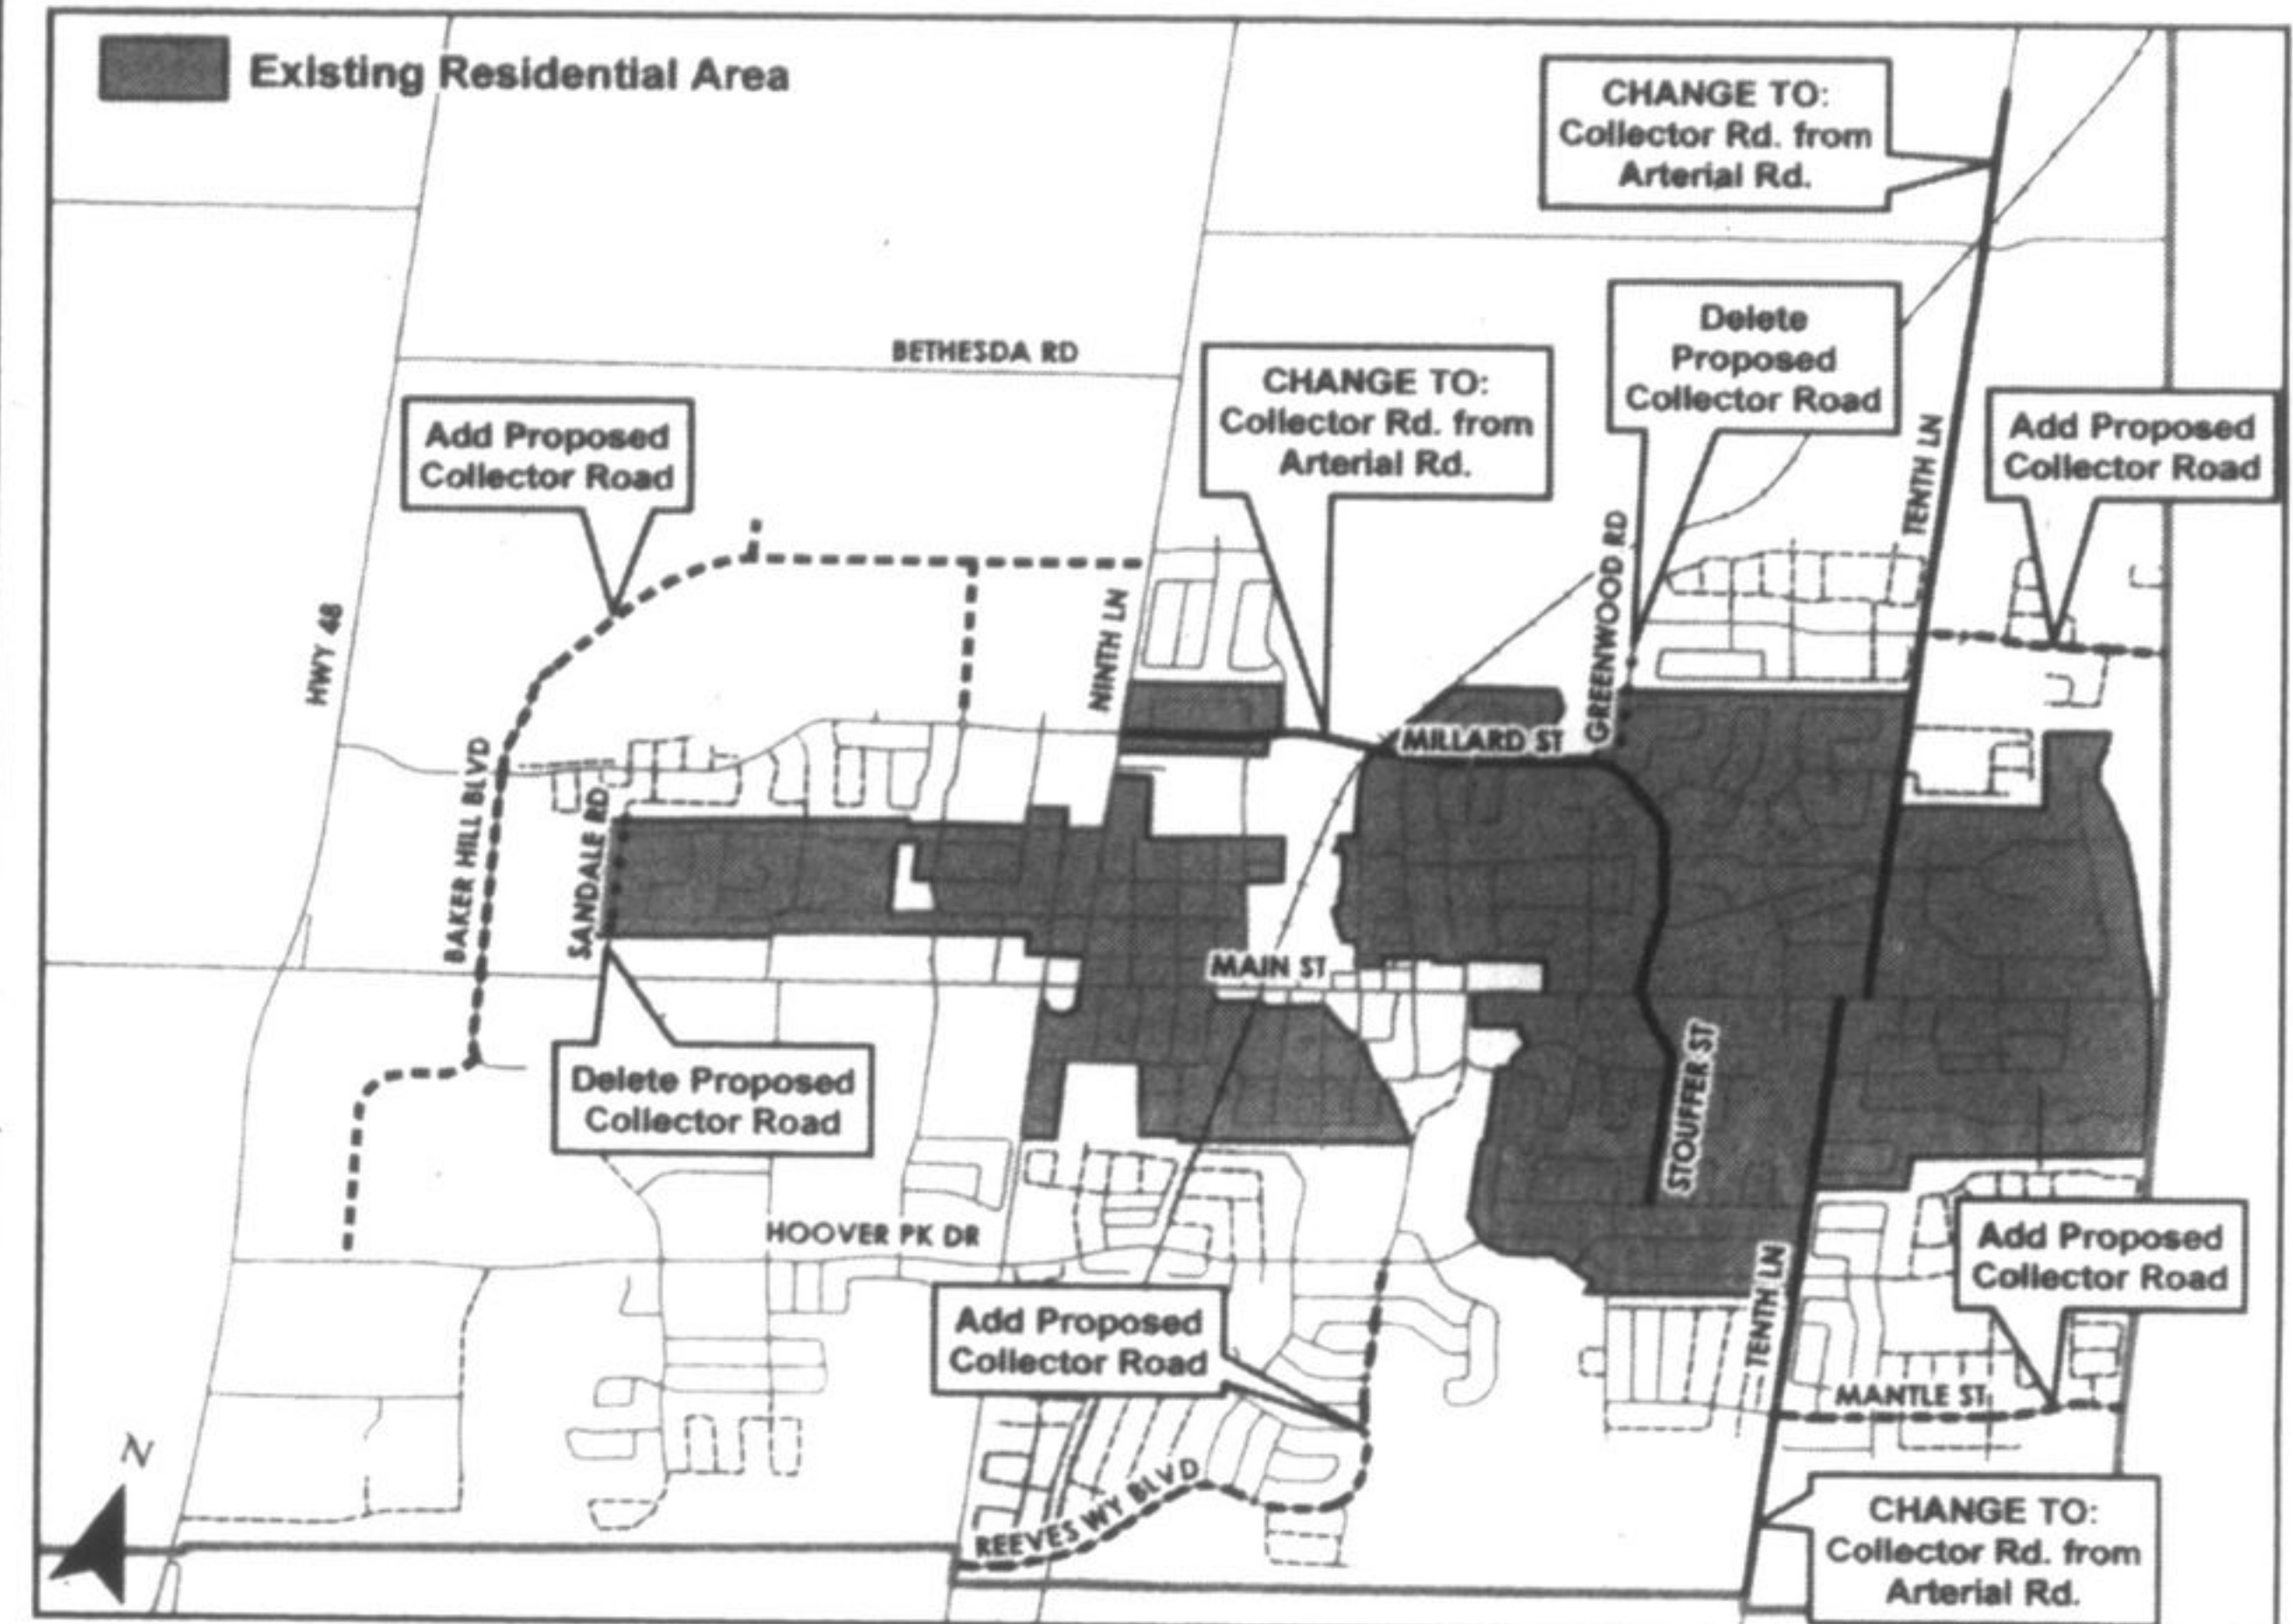 Existing Residential Area
CHANGE TO:
Collector Rd. from
Arterial Rd.
Delete
Proposed
Collector Road
BETHESDA RD
CHANGE TO:
Collector Rd. from
Arterial Rd.
Add Proposed
Collector Road
Add Proposed
Collector Road
TENTH LN
GREENWOOD RD
NINTH LN
HWY 48
MILLARD ST
BAKER HILL BLVD
SANDALE RD
MAIN ST
STOUFFER ST
Delete Proposed
Collector Road
HOOVER PK DR
Add Proposed
Collector Road
Add Proposed
Collector Road
TENTH LN
MANTLE ST
N
REEVES WY BLVD
CHANGE TO:
Collector Rd. from
Arterial Rd.